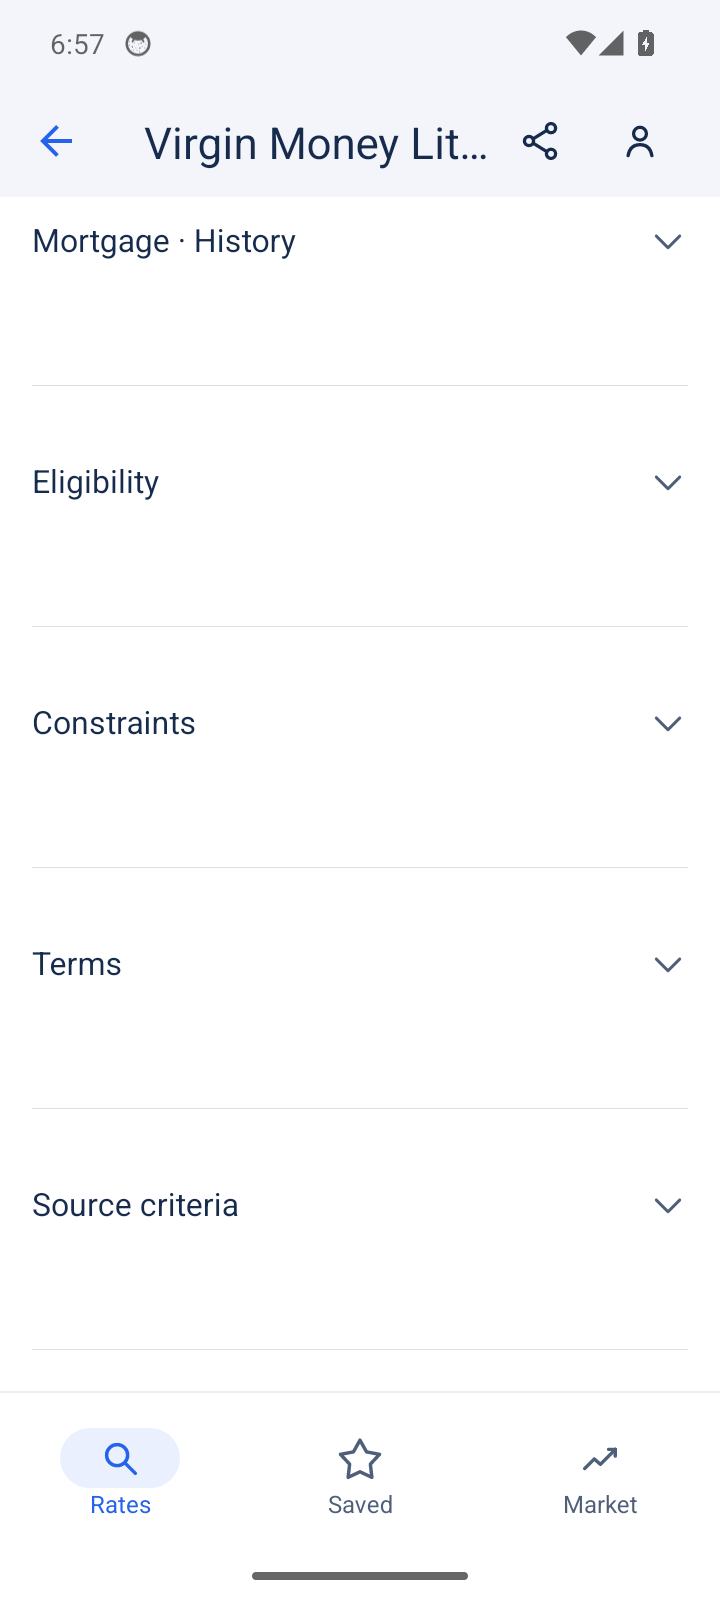 6:57
Virgin Money Lit...
Mortgage · History
Eligibility
Constraints
Terms
Source criteria
Rates
Saved
Market